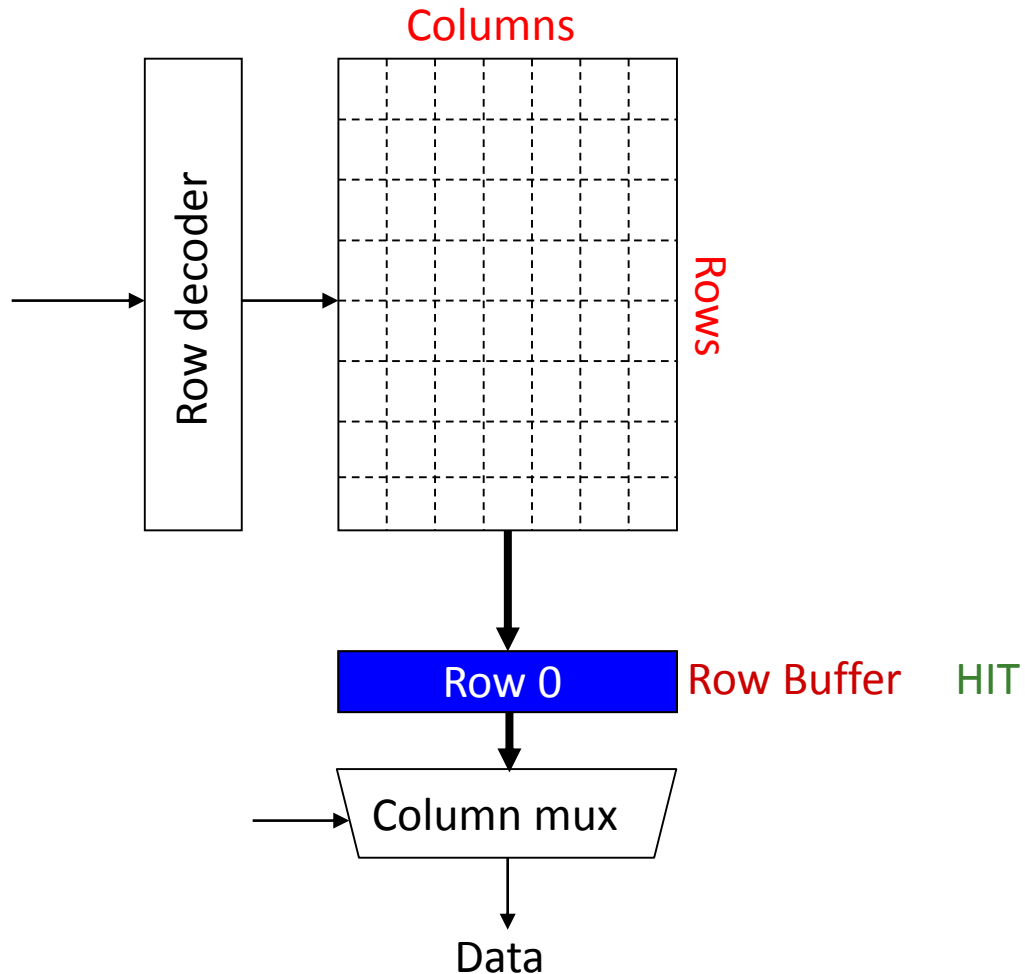 Columns
Row decoder
Rows
Row 0
Row Buffer
HIT
Column mux
Data